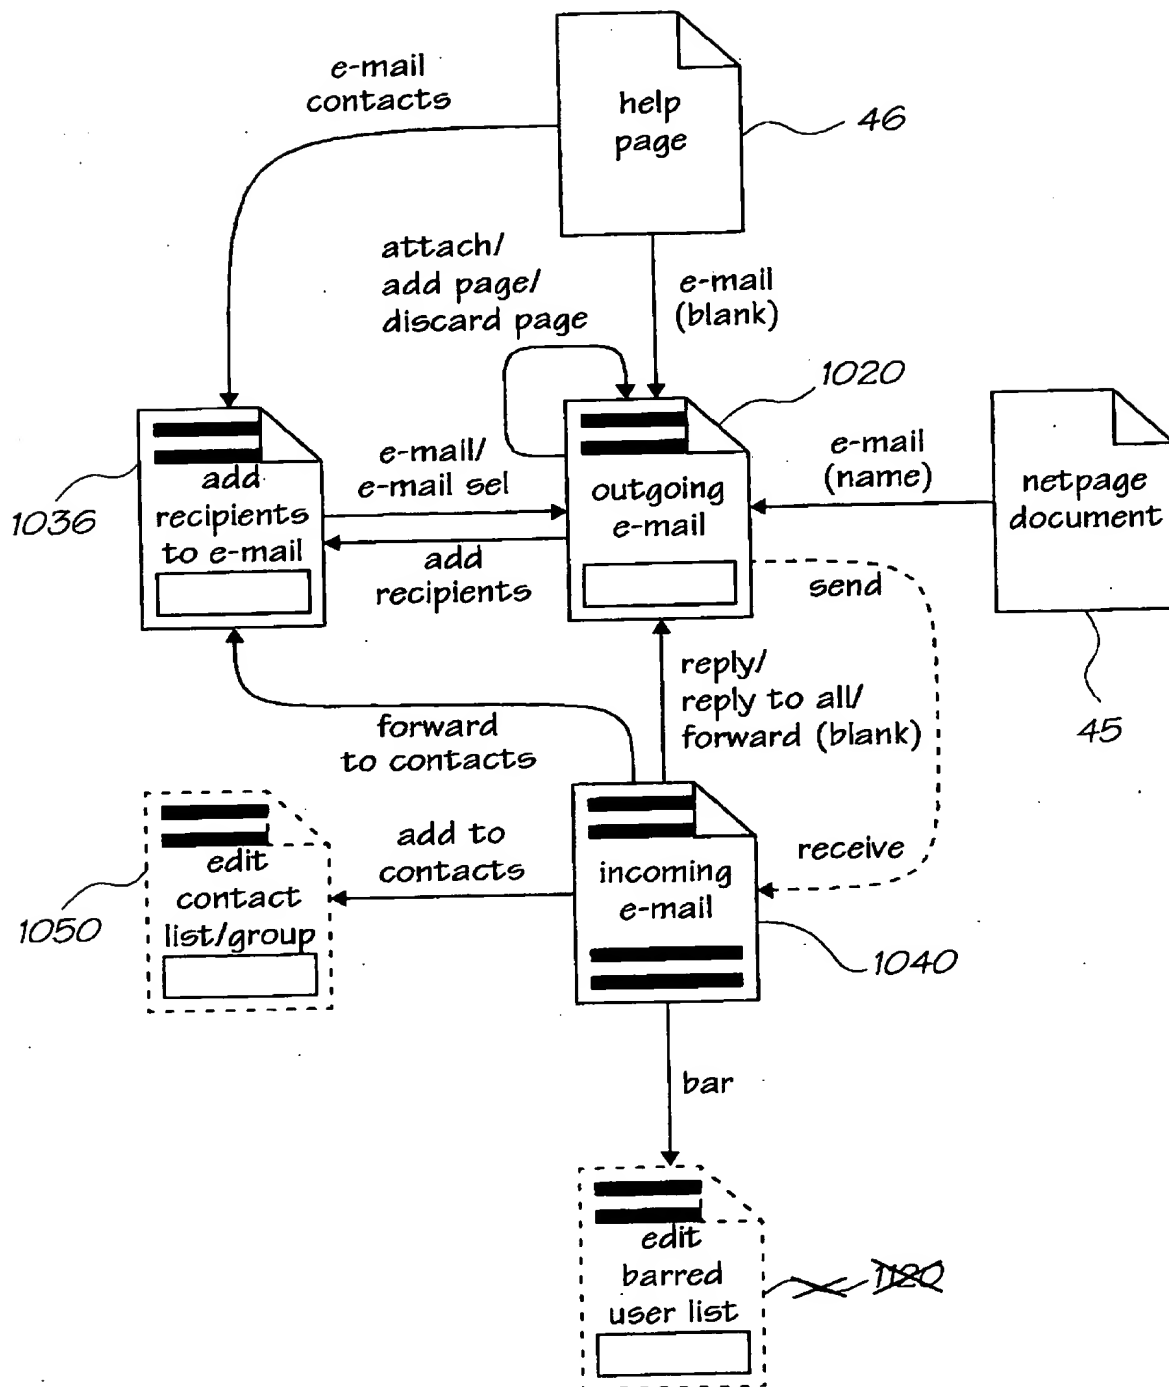 e-mail
contacts
help
page
46
attach/
add page/
discard page
e-mail
(blank)
1020
add
recipients
to e-mail
1036
e-mail/
e-mail sel
add
recipients
outgoing
e-mail
e-mail
(name)
netpage
document
45
send
reply/
reply to all/
forward (blank)
forward
to contacts
receive
edit
contact
list/group
1050
add to
contacts
incoming
e-mail
1040
bar
edit
barred
user list
1120